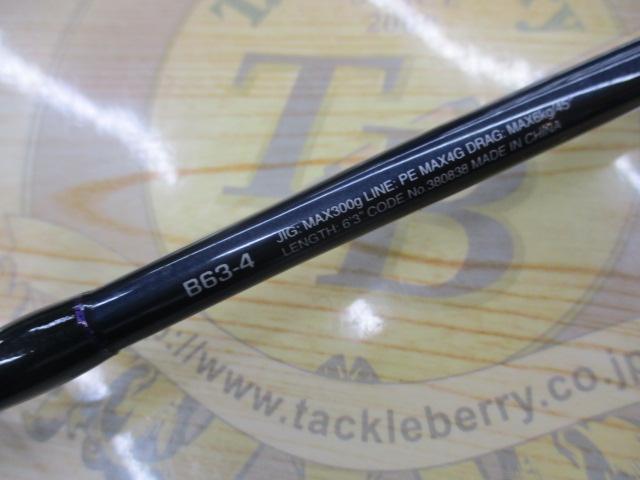 B63-4
JIG: MAX300g LINE: PE MAX4G DRAG: MAX6kg/45°
LENGTH: 6'3" CODE No.380838 MADE IN CHINA
TB
://www.tackleberry.co.jp